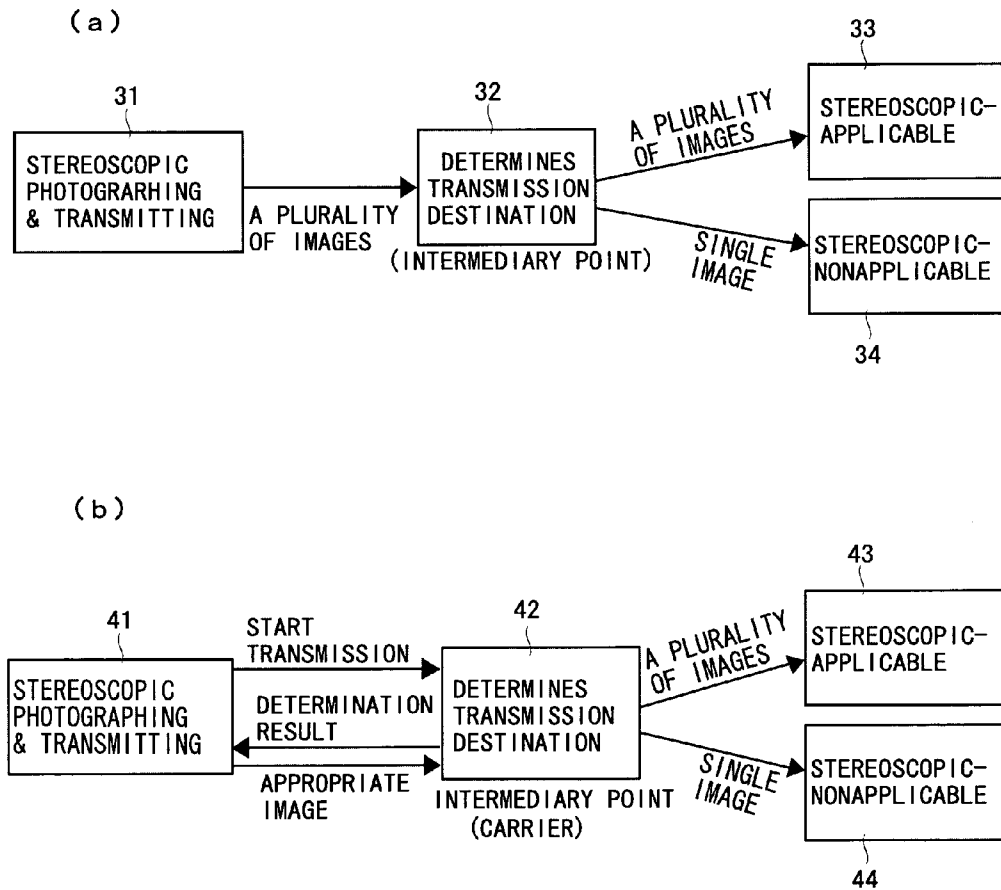 (a)
31
STEREOSCOPIC
PHOTOGRARHING
& TRANSMITTING
A PLURALITY
OF IMAGES
32
DETERMINES
TRANSMISSION
DESTINATION
(INTERMEDIARY POINT)
A PLURALITY
OF IMAGES
SINGLE
IMAGE
33
STEREOSCOPIC-
APPLICABLE
STEREOSCOPIC-
NONAPPLICABLE
34
(b)
41
STEREOSCOPIC
PHOTOGRAPHING
& TRANSMITTING
START
TRANSMISSION
DETERMINATION
RESULT
APPROPRIATE
IMAGE
42
DETERMINES
TRANSMISSION
DESTINATION
INTERMEDIARY POINT
(CARRIER)
A PLURALITY
OF IMAGES
SINGLE
IMAGE
43
STEREOSCOPIC-
APPLICABLE
STEREOSCOPIC-
NONAPPLICABLE
44